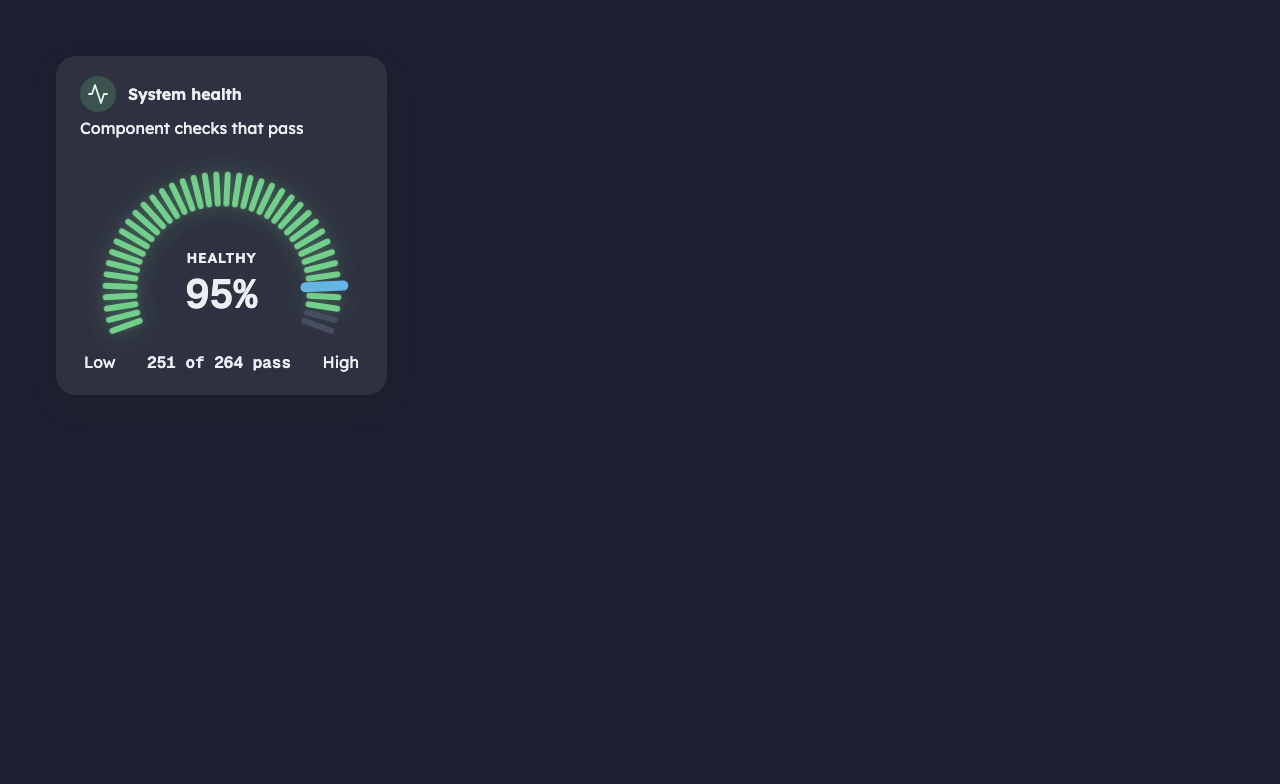 System health
Component checks that pass
HEALTHY
95%
Low 251 of 264 pass High